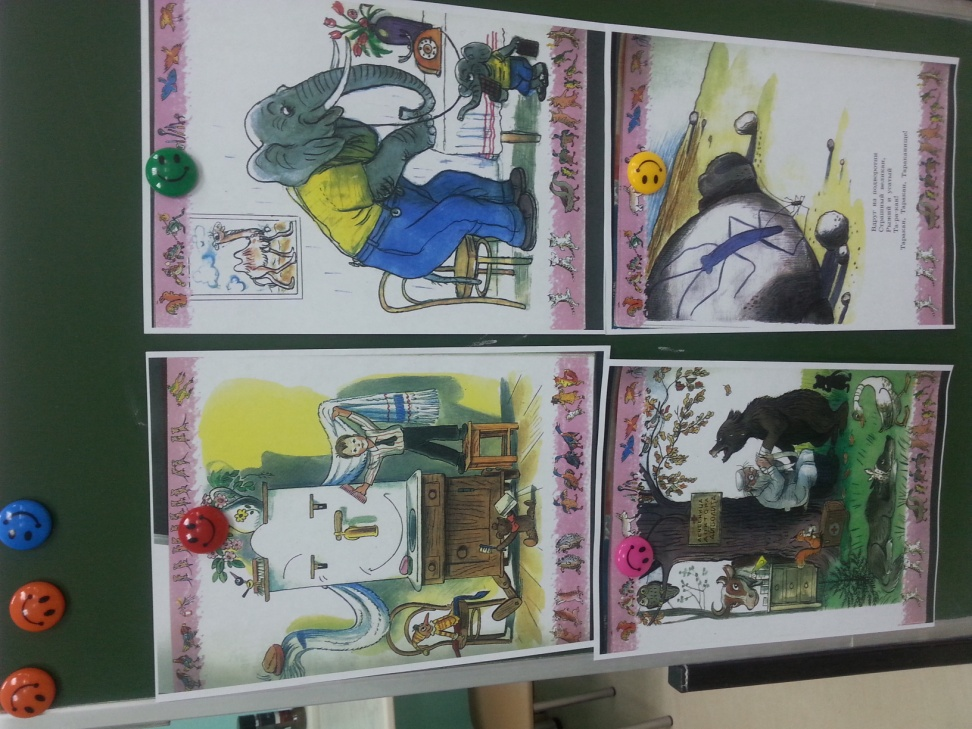 Вдруг из подворотни
Страшный великан,
Рыжий и усатый
Та-ра-кан!
Таракан, Таракан, Тараканище!